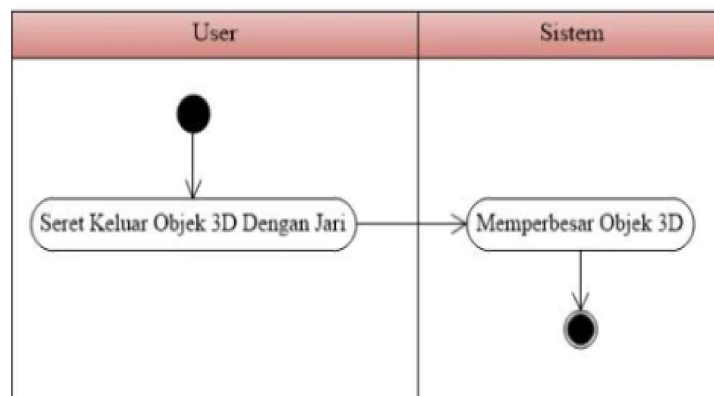 User
Sistem
Seret Keluar Objek 3D Dengan Jari
Memperbesar Objek 3D